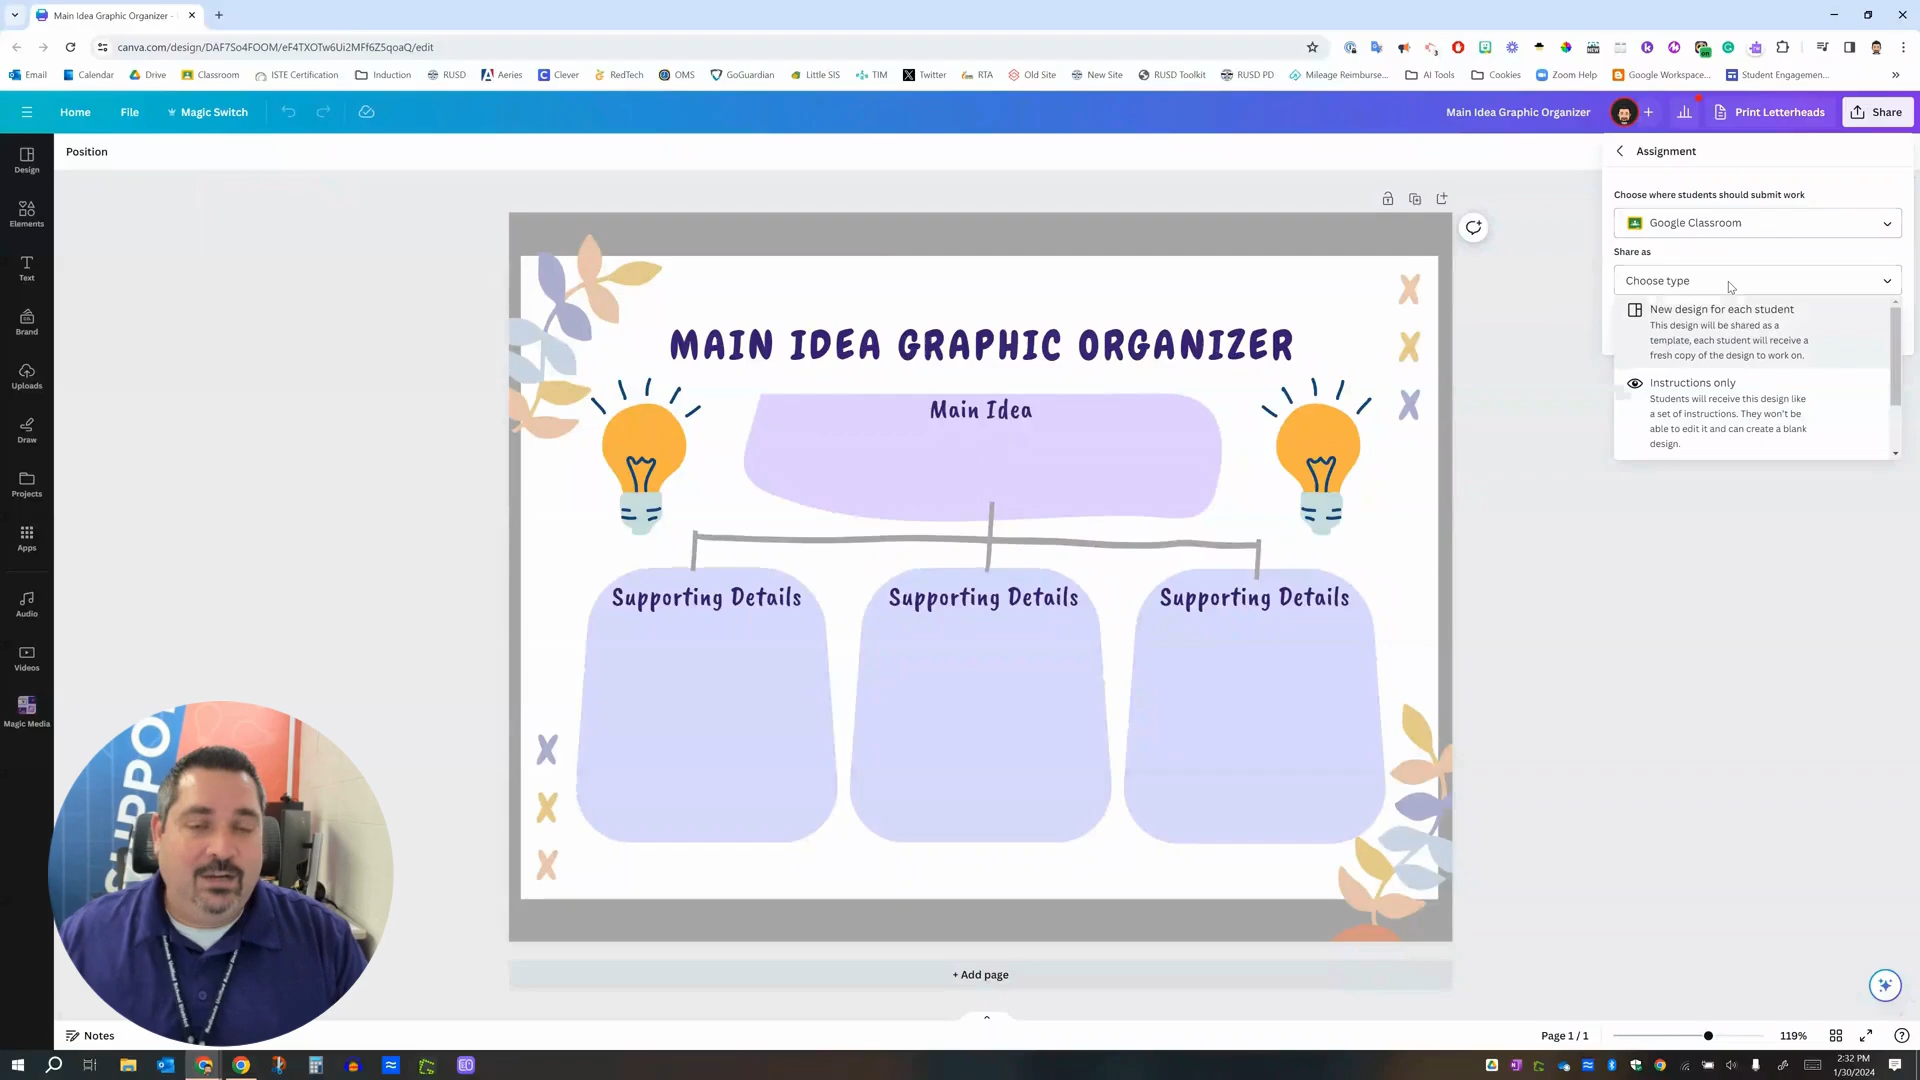 Main Idea Graphic Organizer -
canva.com/design/DAF7So4FOOM/eF4TXOTw6Ui2MFf6Z5qoaQ/edit
Email Calendar Drive Classroom ISTE Certification Induction RUSD Aeries Clever RedTech OMS GoGuardian Little SIS TIM Twitter RTA Old Site New Site RUSD Toolkit RUSD PD Mileage Reimburse... AI Tools Cookies Zoom Help Google Workspace... Student Engagemen...
Home File Magic Switch Main Idea Graphic Organizer Print Letterheads Share
Position
Design
Elements
Text
Brand
Uploads
Draw
Projects
Apps
Audio
Videos
Magic Media
Assignment
Choose where students should submit work
Google Classroom
Share as
Choose type
New design for each student
This design will be shared as a
template, each student will receive a
fresh copy of the design to work on.
Instructions only
Students will receive this design like
a set of instructions. They won't be
able to edit it and can create a blank
design.
MAIN IDEA GRAPHIC ORGANIZER
Main Idea
Supporting Details Supporting Details Supporting Details
+ Add page
Notes
Page 1 / 1 119%
2:32 PM
1/30/2024